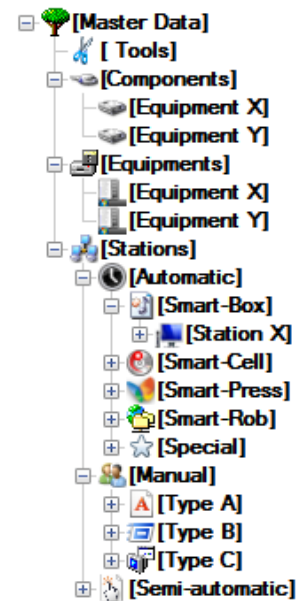 [Master Data]
[ Tools]
[Components]
[Equipment X]
[Equipment Y]
[Equipments]
[Equipment X]
[Equipment Y]
[Stations]
[Automatic]
[Smart-Box]
[Station X]
[Smart-Cell]
[Smart-Press]
[Smart-Rob]
[Special]
[Manual]
[Type A]
[Type B]
[Type C]
[Semi-automatic]